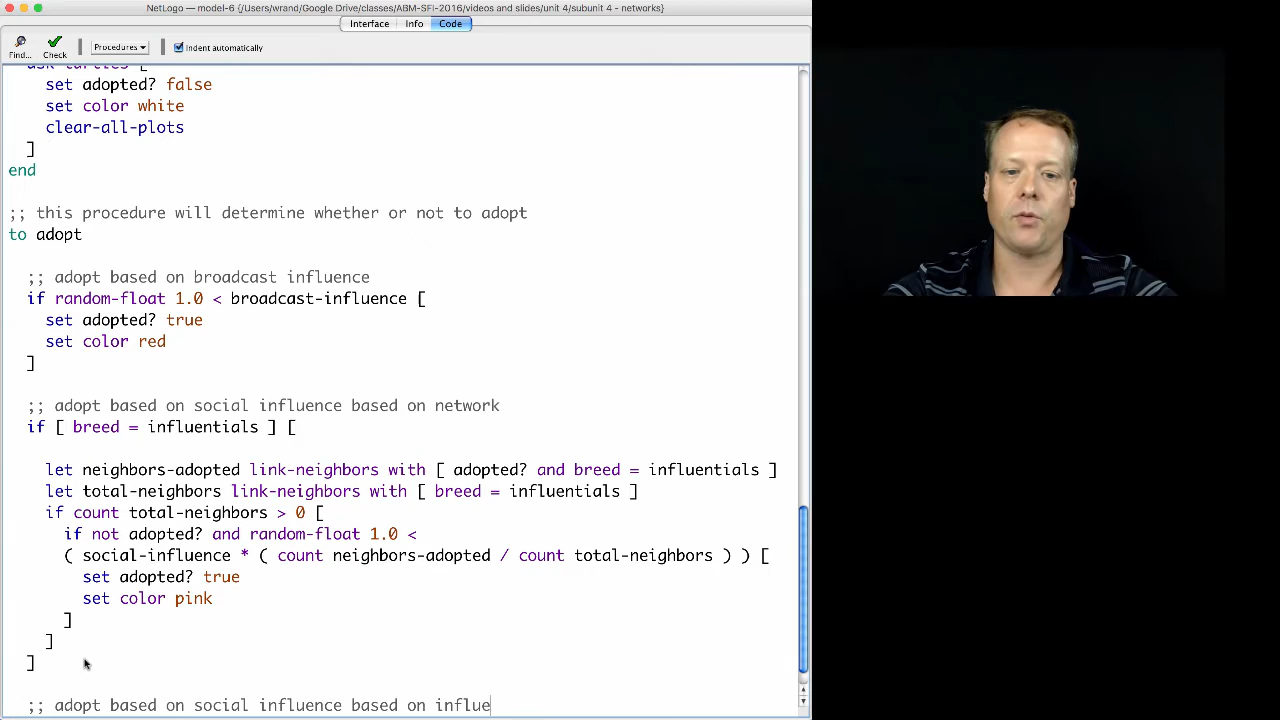 NetLogo — model-6 {/Users/wrand/Google Drive/classes/ABM-SFI-2016/videos and slides/unit 4/subunit 4 - networks}
Interface Info Code
Find... Check Procedures Indent automatically
ask turtles [
set adopted? false
set color white
clear-all-plots
]
end
;; this procedure will determine whether or not to adopt
to adopt
;; adopt based on broadcast influence
if random-float 1.0 < broadcast-influence [
set adopted? true
set color red
]
;; adopt based on social influence based on network
if [ breed = influentials ] [
let neighbors-adopted link-neighbors with [ adopted? and breed = influentials ]
let total-neighbors link-neighbors with [ breed = influentials ]
if count total-neighbors > 0 [
if not adopted? and random-float 1.0 <
( social-influence * ( count neighbors-adopted / count total-neighbors ) ) [
set adopted? true
set color pink
]
]
]
;; adopt based on social influence based on influe